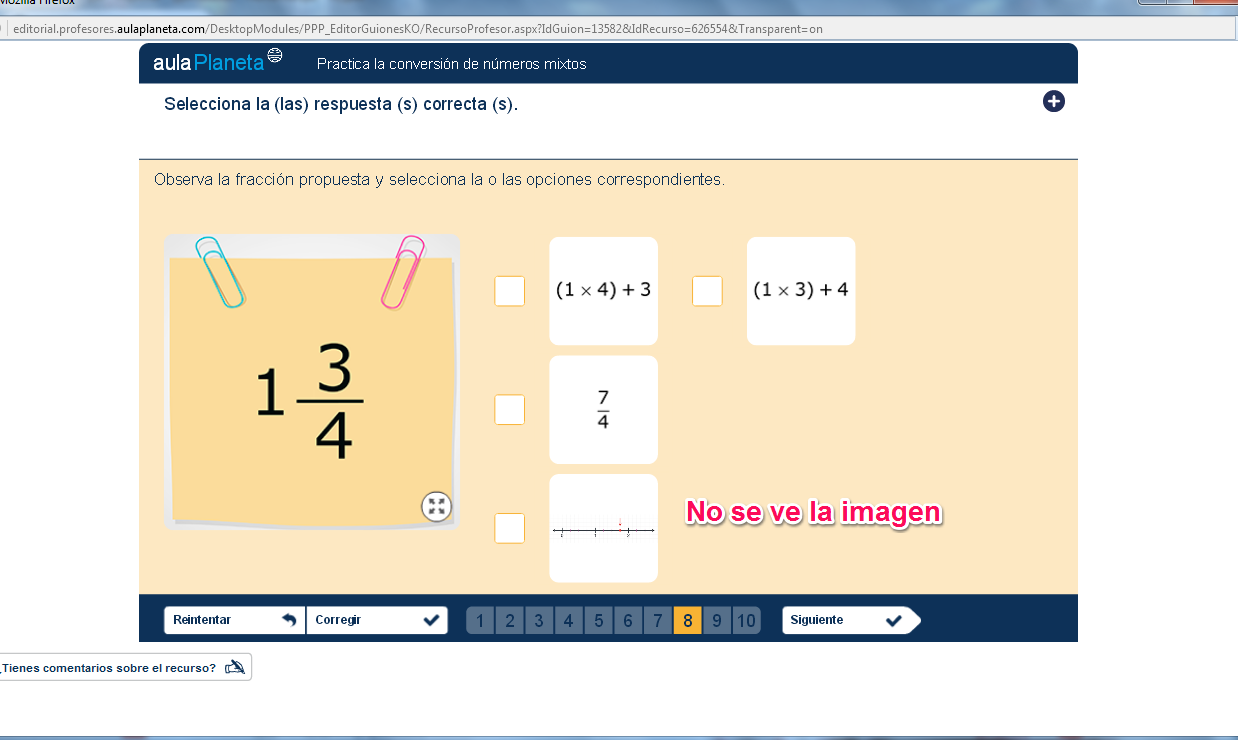 Mozilla Firefox
editorial.profesores.aulaplaneta.com/DesktopModules/PPP_EditorGuionesKO/RecursoProfesor.aspx?IdGuion=13582&IdRecurso=626554&Transparent=on
aulaPlaneta Practica la conversión de números mixtos
Selecciona la (las) respuesta (s) correcta (s).
Observa la fracción propuesta y selecciona la o las opciones correspondientes.
(1 × 4) + 3 (1 × 3) + 4
1 3/4
7/4
No se ve la imagen
Reintentar Corregir 1 2 3 4 5 6 7 8 9 10 Siguiente
¿Tienes comentarios sobre el recurso?